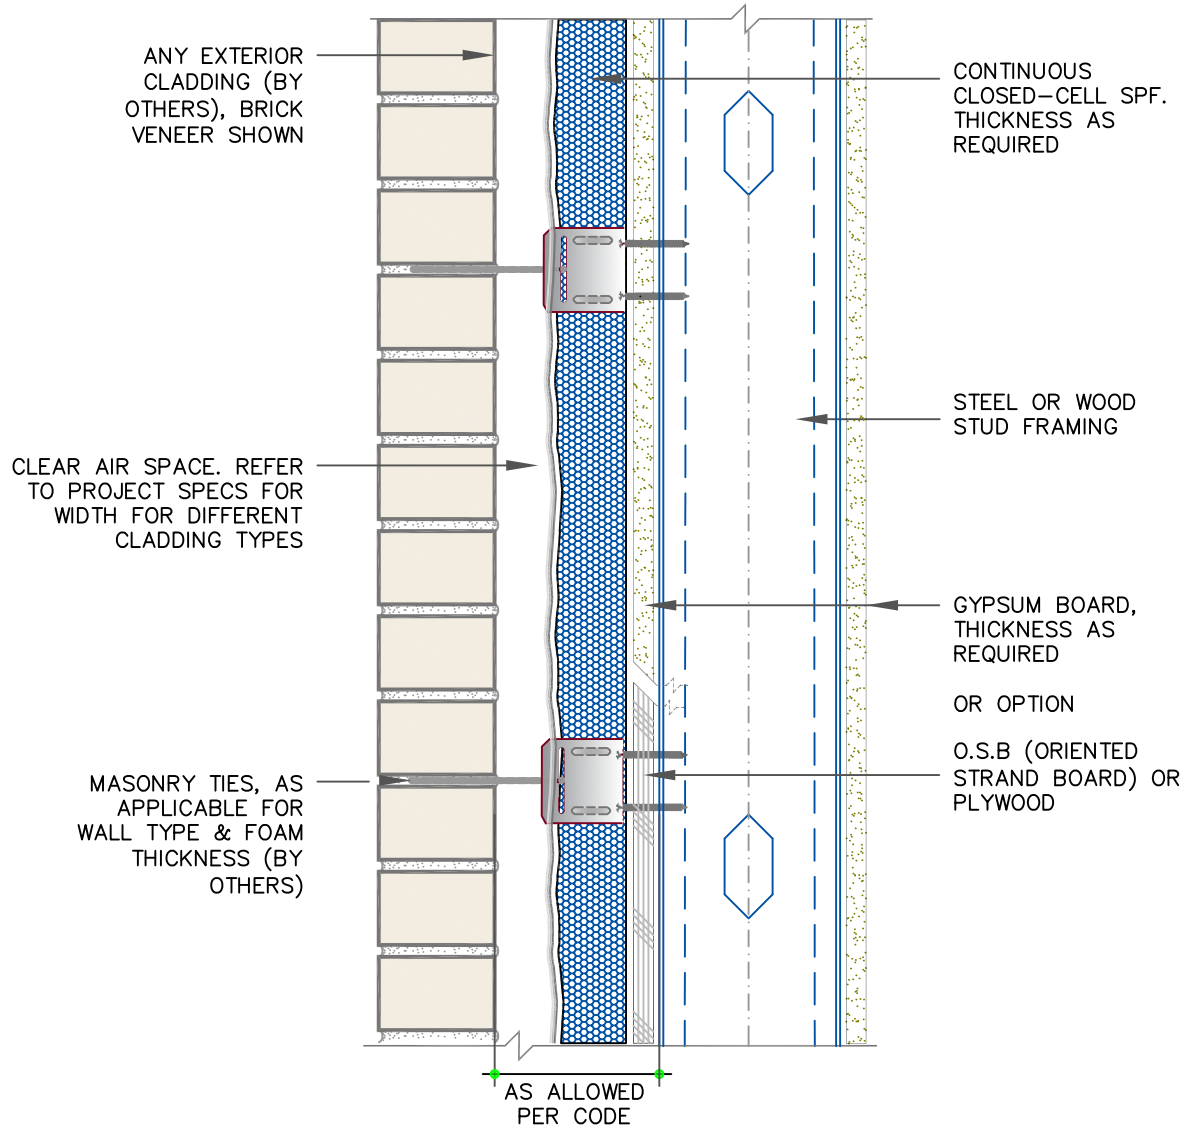 ANY EXTERIOR
CLADDING (BY
OTHERS), BRICK
VENEER SHOWN
CLEAR AIR SPACE. REFER
TO PROJECT SPECS FOR
WIDTH FOR DIFFERENT
CLADDING TYPES
MASONRY TIES, AS
APPLICABLE FOR
WALL TYPE & FOAM
THICKNESS (BY
OTHERS)
CONTINUOUS
CLOSED-CELL SPF.
THICKNESS AS
REQUIRED
STEEL OR WOOD
STUD FRAMING
GYPSUM BOARD,
THICKNESS AS
REQUIRED
OR OPTION
O.S.B (ORIENTED
STRAND BOARD) OR
PLYWOOD
AS ALLOWED
PER CODE